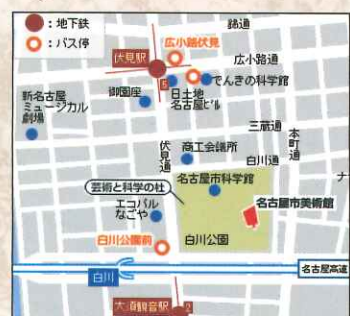 ●：地下鉄
○：バス停
錦通
広小路伏見
伏見駅
広小路通
5
でんきの科学館
日土地
名古屋ビル
御園座
新名古屋
ミュージカル
劇場
三蔵通
本町通
伏見通
商工会議所
白川通
ナ
名古屋市科学館
芸術と科学の杜
名古屋市美術館
エコパル
なごや
白川公園前
白川公園
名古屋高速
白川
大須観音駅
2